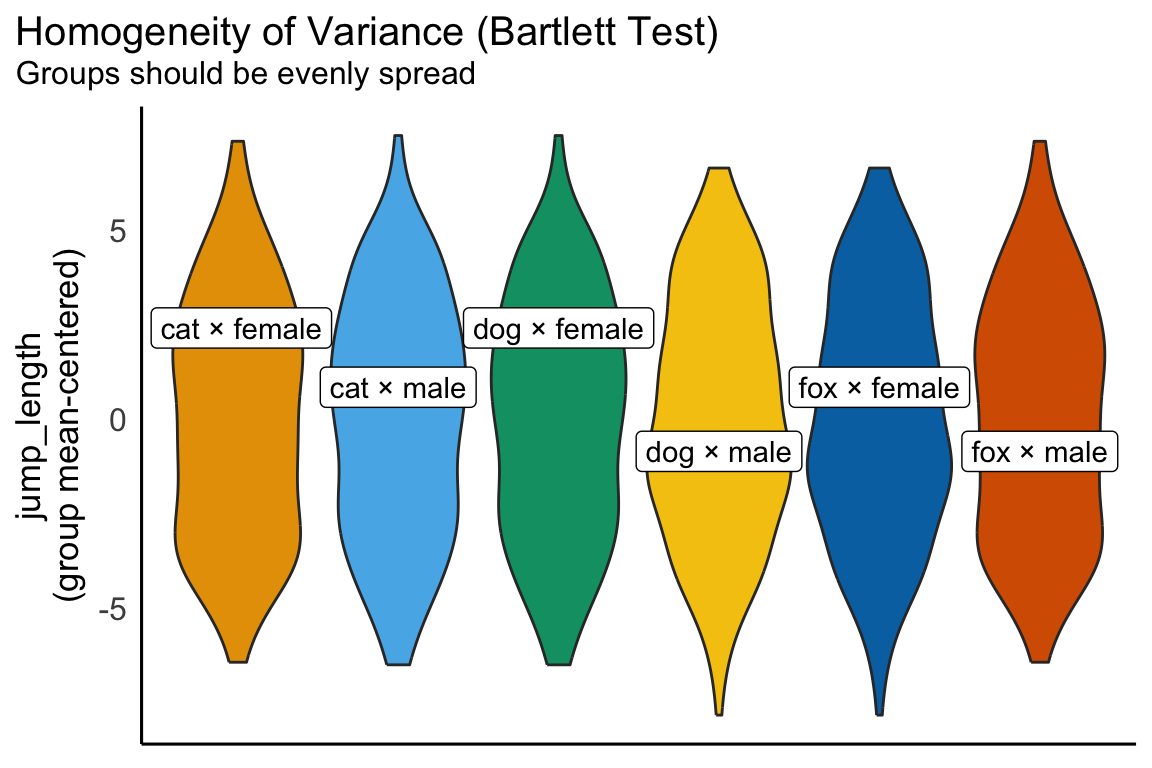 Homogeneity of Variance (Bartlett Test)
Groups should be evenly spread
jump_length
(group mean-centered)
5
0
-5
cat × female
cat × male
dog × female
dog × male
fox × female
fox × male